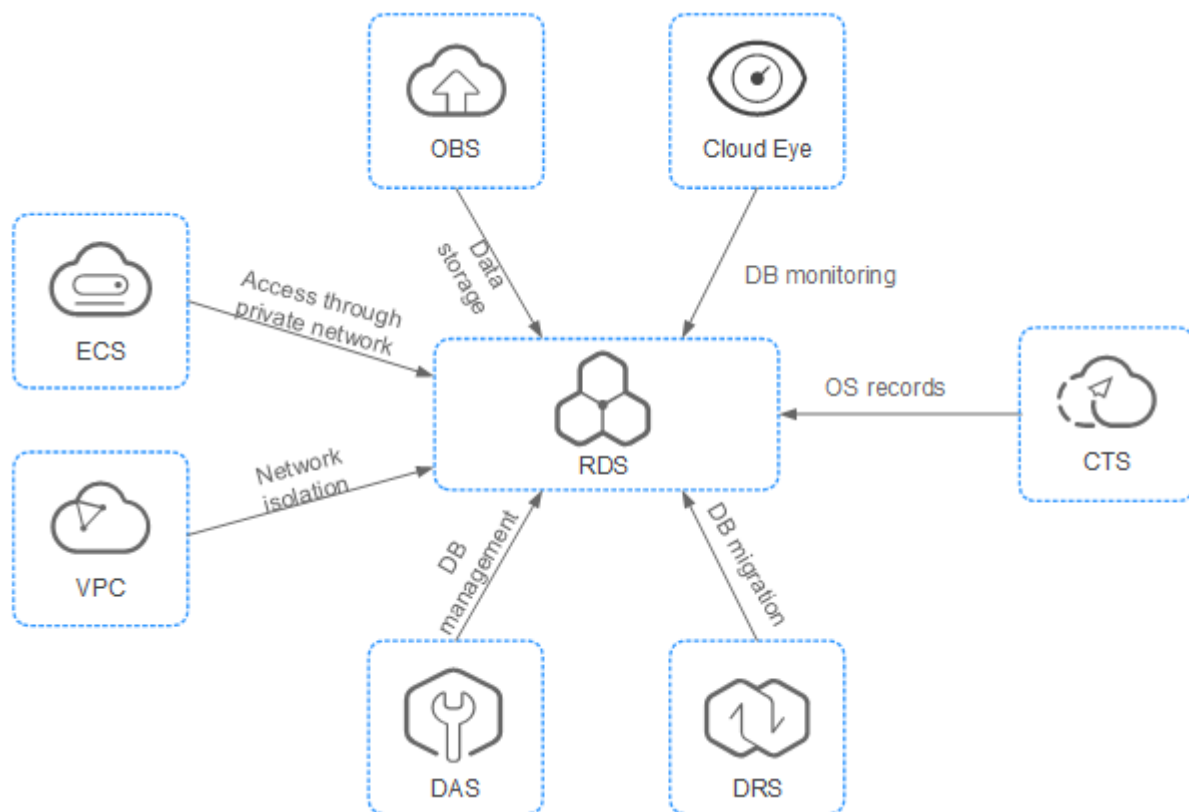 OBS
Cloud Eye
Data
storage
DB monitoring
Access through
private network
ECS
RDS
OS records
CTS
Network
isolation
VPC
DB
management
DB migration
DAS
DRS